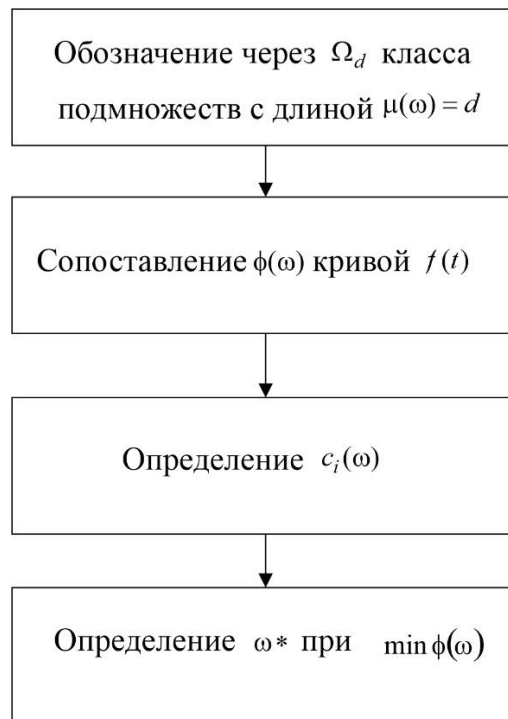 Обозначение через Ω_d класса
подмножеств с длиной μ(ω) = d
Сопоставление ϕ(ω) кривой f(t)
Определение c_i(ω)
Определение ω* при min ϕ(ω)